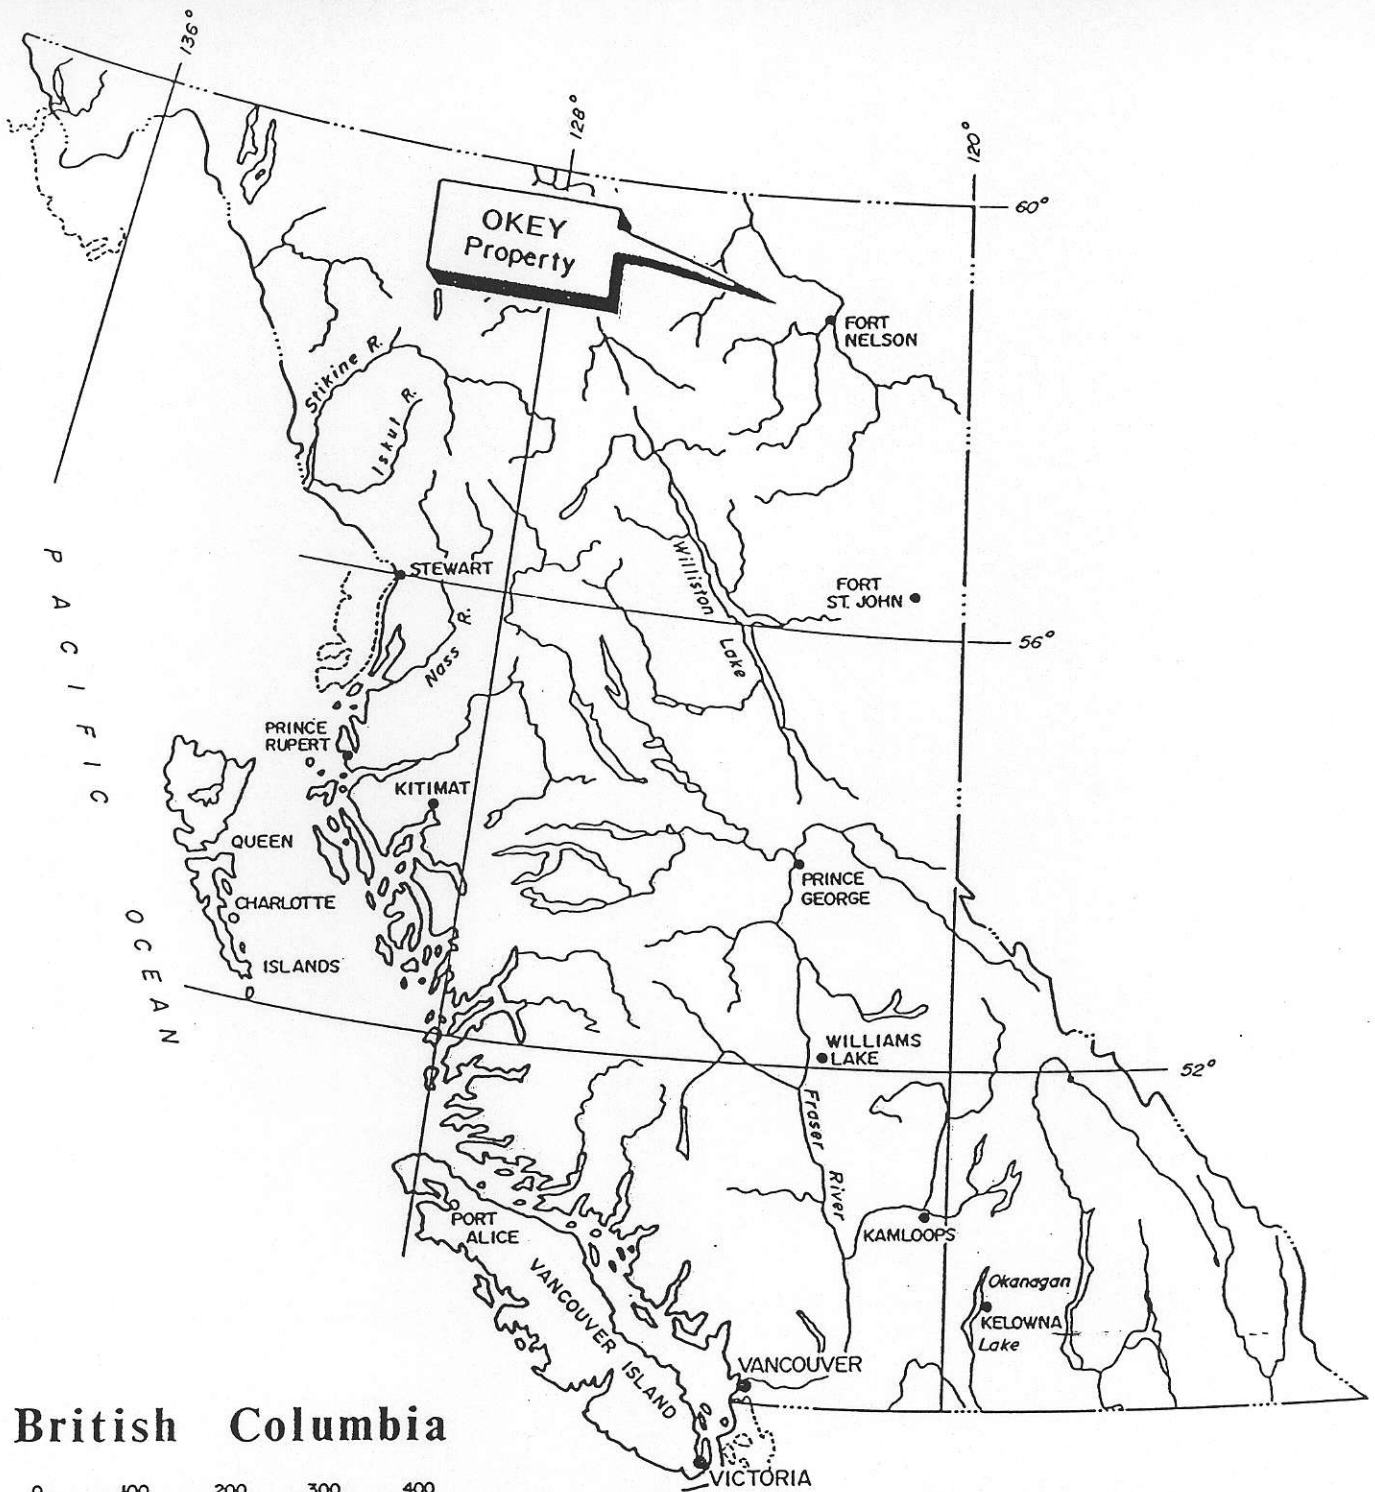 136°
128°
120°
60°
OKEY
Property
FORT
NELSON
Stikine R.
Iskut R.
PACIFIC
OCEAN
STEWART
Williston
Lake
FORT
ST. JOHN
56°
Nass R.
PRINCE
RUPERT
KITIMAT
QUEEN
CHARLOTTE
ISLANDS
PRINCE
GEORGE
WILLIAMS
LAKE
52°
Fraser
River
PORT
ALICE
KAMLOOPS
VANCOUVER ISLAND
Okanagan
KELOWNA
Lake
VANCOUVER
British Columbia
VICTORIA
0 100 200 300 400